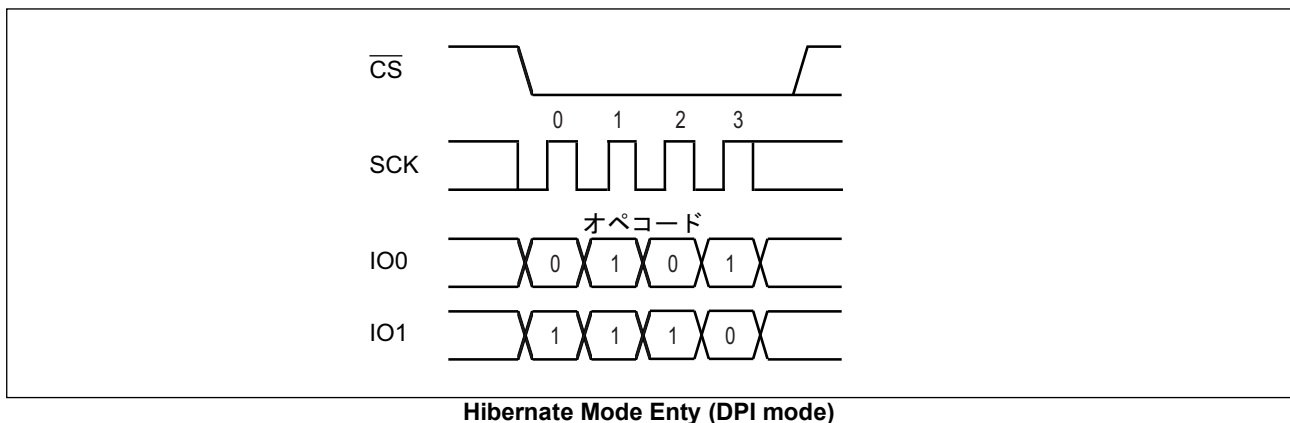 CS
0 1 2 3
SCK
オペコード
IO0 0 1 0 1
IO1 1 1 1 0
Hibernate Mode Enty (DPI mode)